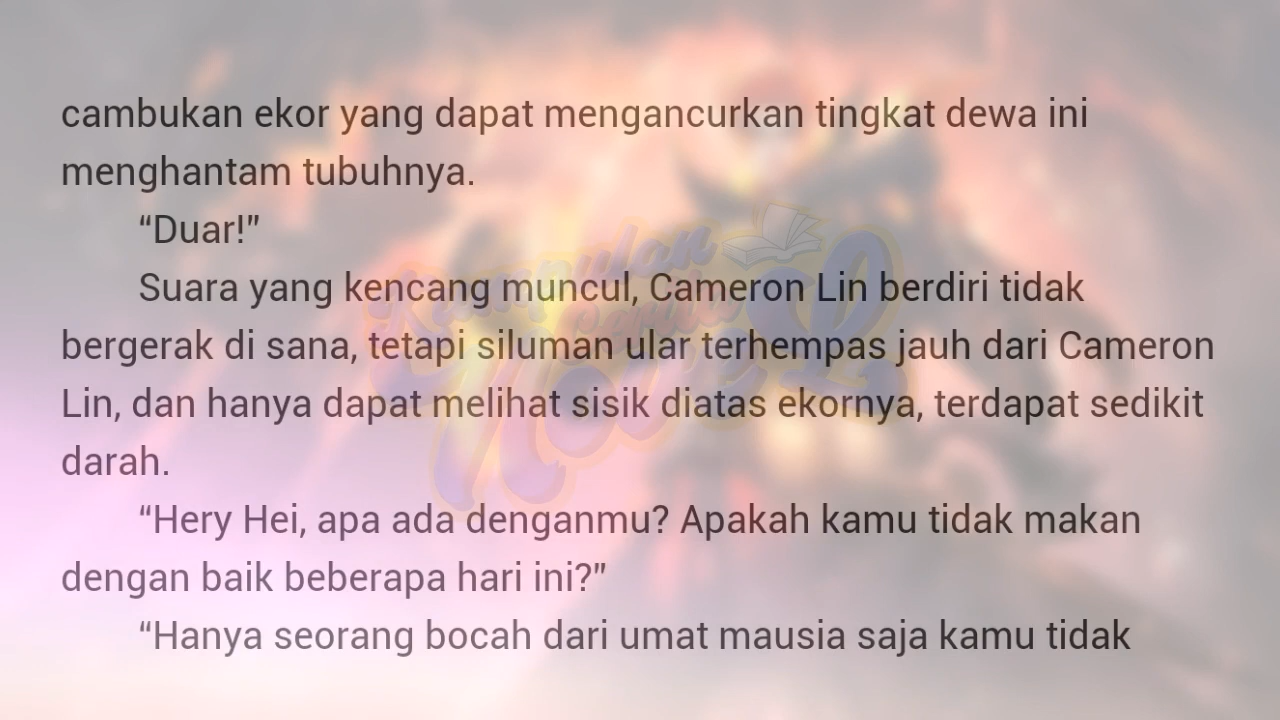 cambukan ekor yang dapat mengancurkan tingkat dewa ini
menghantam tubuhnya.
“Duar!”
Suara yang kencang muncul, Cameron Lin berdiri tidak
bergerak di sana, tetapi siluman ular terhempas jauh dari Cameron
Lin, dan hanya dapat melihat sisik diatas ekornya, terdapat sedikit
darah.
“Hery Hei, apa ada denganmu? Apakah kamu tidak makan
dengan baik beberapa hari ini?”
“Hanya seorang bocah dari umat mausia saja kamu tidak
Kumpulan
Novel